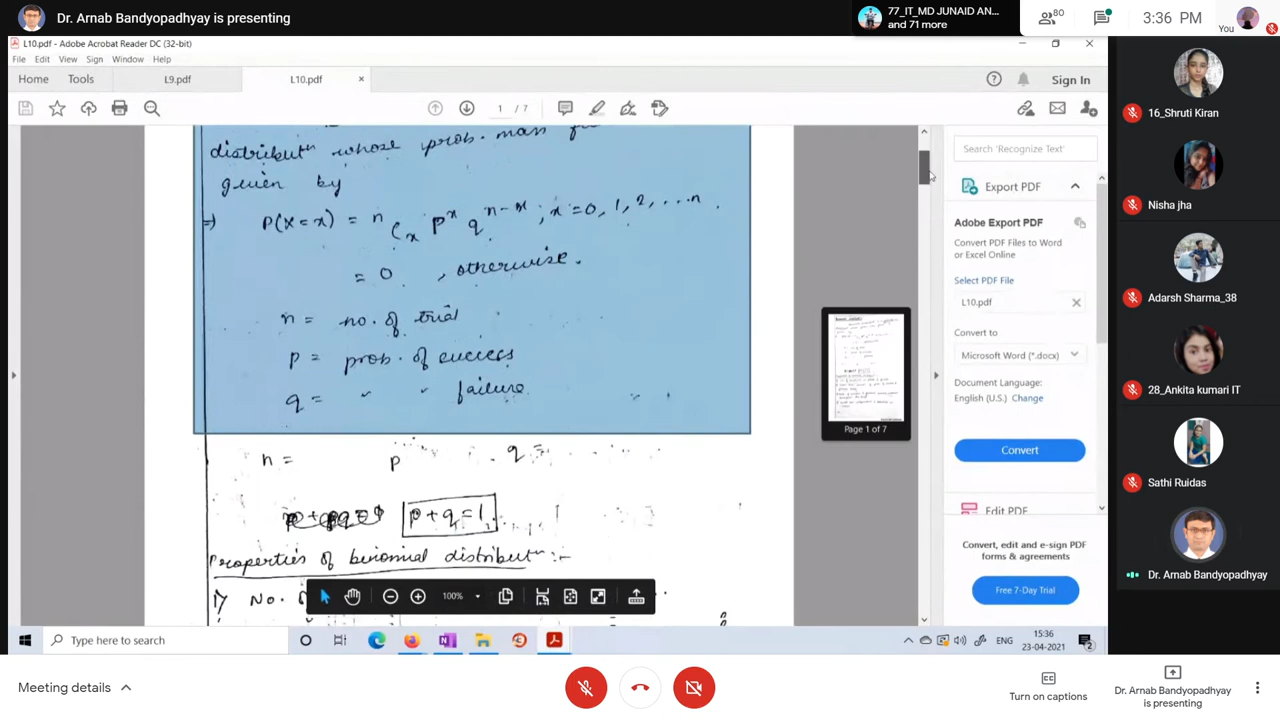 Dr. Arnab Bandyopadhyay is presenting
77_IT_MD JUNAID AN...
and 71 more
80
3:36 PM
You
L10.pdf - Adobe Acrobat Reader DC (32-bit)
File Edit View Sign Window Help
Home Tools L9.pdf L10.pdf × Sign In
1 / 7
distributn whose prob. mass
given by
⇒ P(X=x) = n Cx p^x q^n-x ; x=0, 1, 2, ... n.
= 0 , otherwise.
n = no. of trial
p = prob. of success
q = " " failure
n = p q =
p+q=1
Properties of binomial distributn :-
1) No.
100%
Page 1 of 7
Search 'Recognize Text'
Export PDF
Adobe Export PDF
Convert PDF Files to Word
or Excel Online
Select PDF File
L10.pdf
Convert to
Microsoft Word (*.docx)
Document Language:
English (U.S.) Change
Convert
Edit PDF
Convert, edit and e-sign PDF
forms & agreements
Free 7-Day Trial
16_Shruti Kiran
Nisha jha
Adarsh Sharma_38
28_Ankita kumari IT
Sathi Ruidas
Dr. Arnab Bandyopadhyay
Type here to search
ENG
15:36
23-04-2021
2
Meeting details
Turn on captions
Dr. Arnab Bandyopadhyay
is presenting